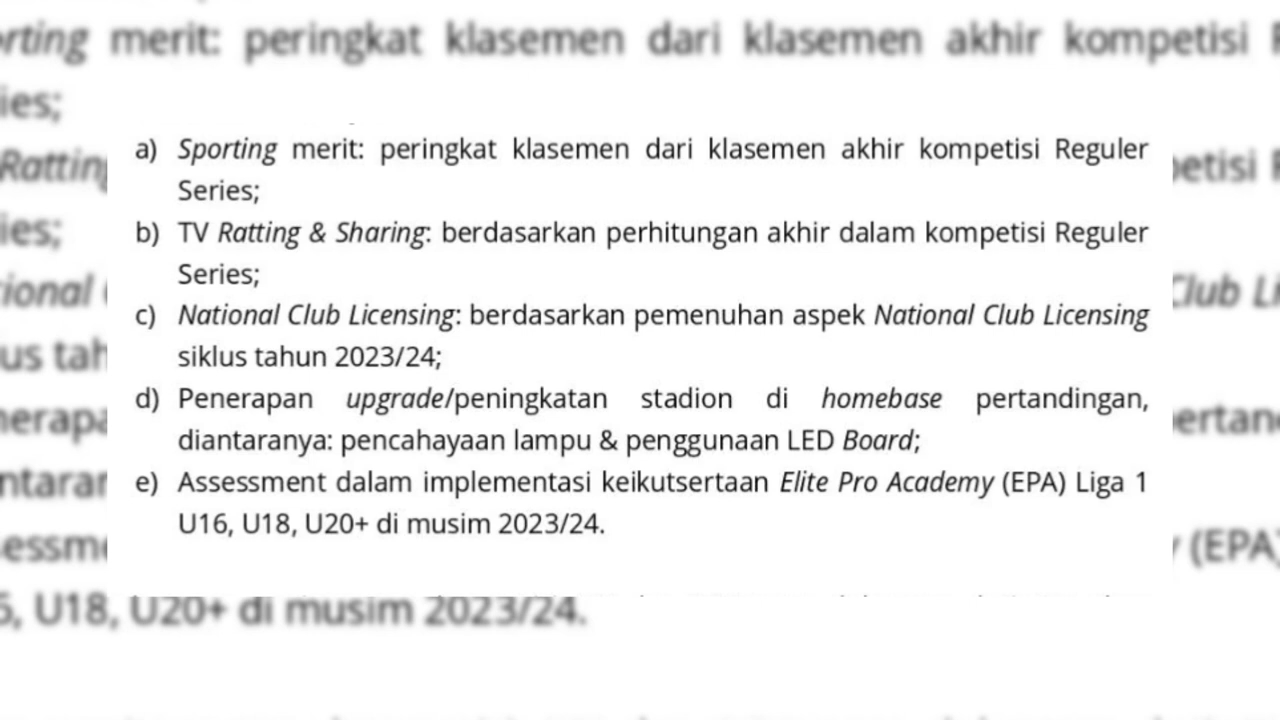 a) Sporting merit: peringkat klasemen dari klasemen akhir kompetisi Reguler
Series;
b) TV Ratting & Sharing: berdasarkan perhitungan akhir dalam kompetisi Reguler
Series;
c) National Club Licensing: berdasarkan pemenuhan aspek National Club Licensing
siklus tahun 2023/24;
d) Penerapan upgrade/peningkatan stadion di homebase pertandingan,
diantaranya: pencahayaan lampu & penggunaan LED Board;
e) Assessment dalam implementasi keikutsertaan Elite Pro Academy (EPA) Liga 1
U16, U18, U20+ di musim 2023/24.